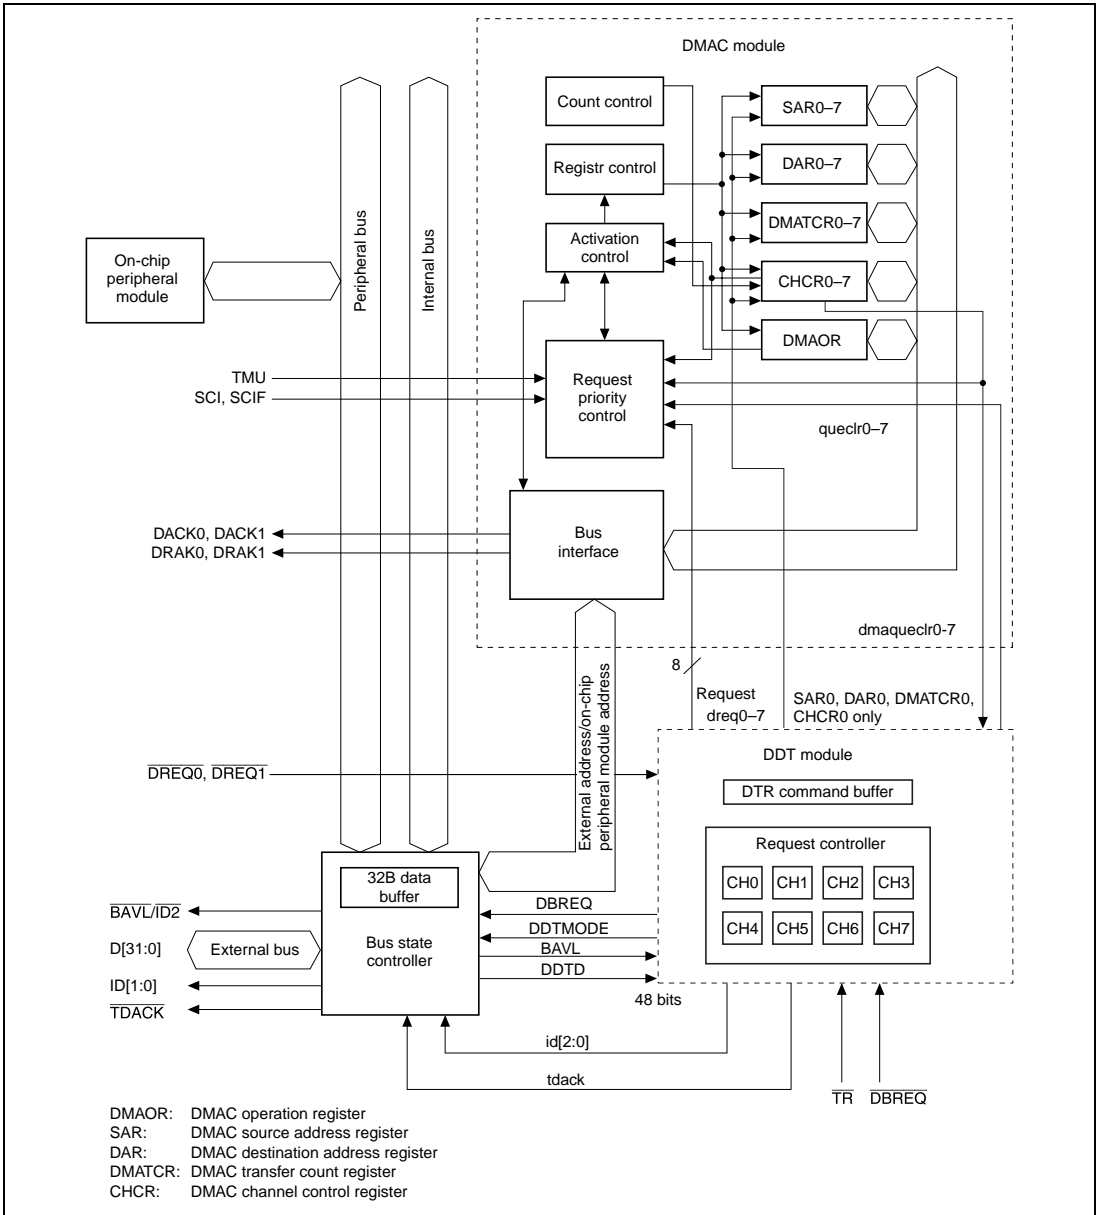 DMAC module
Count control
SAR0–7
Registr control
DAR0–7
DMATCR0–7
Activation
control
CHCR0–7
DMAOR
On-chip
peripheral
module
Peripheral bus
Internal bus
TMU
SCI, SCIF
Request
priority
control
queclr0–7
DACK0, DACK1
DRAK0, DRAK1
Bus
interface
dmaqueclr0-7
8
Request
dreq0–7
SAR0, DAR0, DMATCR0,
CHCR0 only
External address/on-chip
peripheral module address
DREQ0, DREQ1
DDT module
DTR command buffer
Request controller
CH0 CH1 CH2 CH3
CH4 CH5 CH6 CH7
32B data
buffer
Bus state
controller
BAVL/ID2
D[31:0]
External bus
ID[1:0]
TDACK
DBREQ
DDTMODE
BAVL
DDTD
48 bits
id[2:0]
tdack
TR
DBREQ
DMAOR: DMAC operation register
SAR: DMAC source address register
DAR: DMAC destination address register
DMATCR: DMAC transfer count register
CHCR: DMAC channel control register